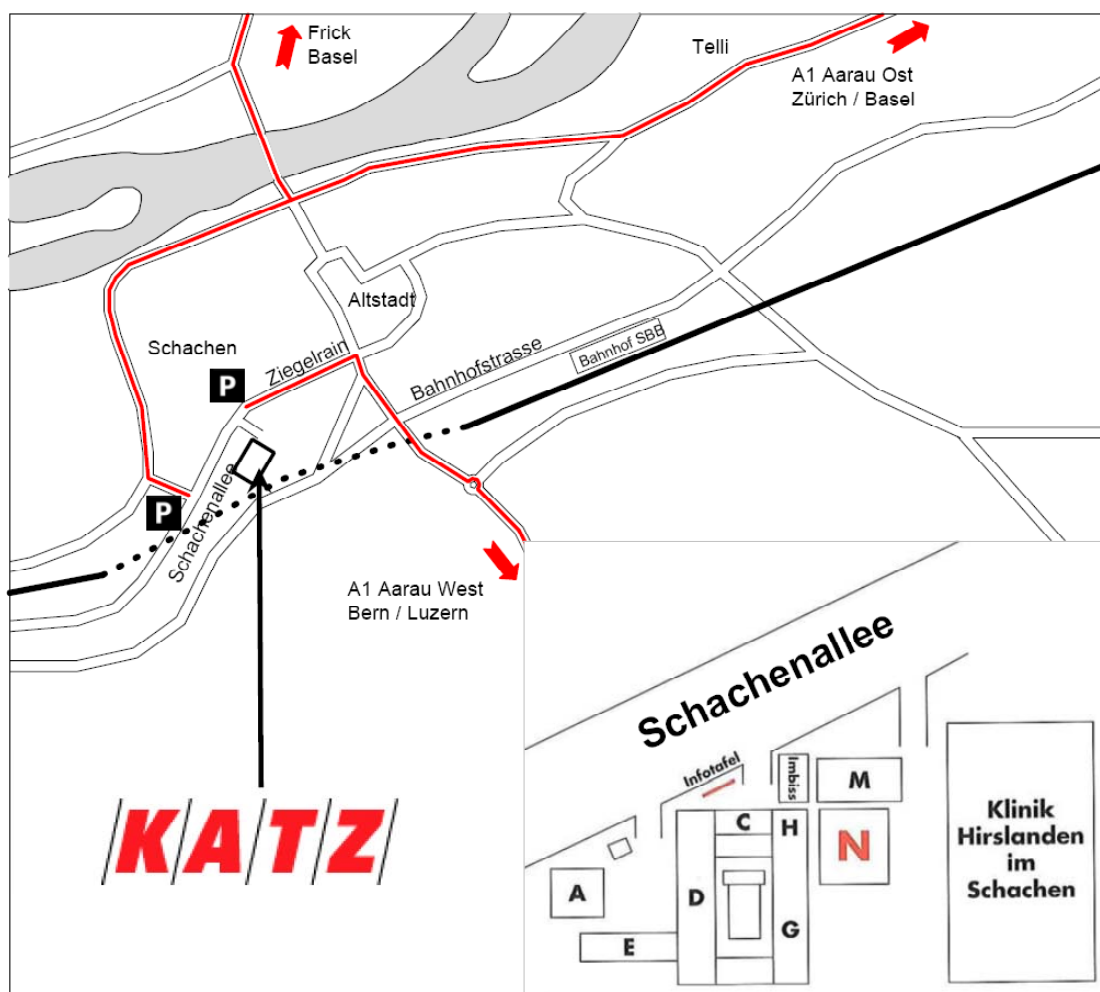 Frick
Basel
Telli
A1 Aarau Ost
Zürich / Basel
Altstadt
Schachen
P
Ziegelrain
Bahnhofstrasse
Bahnhof SBB
P
Schachenallee
A1 Aarau West
Bern / Luzern
KATZ
Schachenallee
Infotafel
Imbiss
M
C
H
N
Klinik
Hirslanden
im
Schachen
A
D
G
E